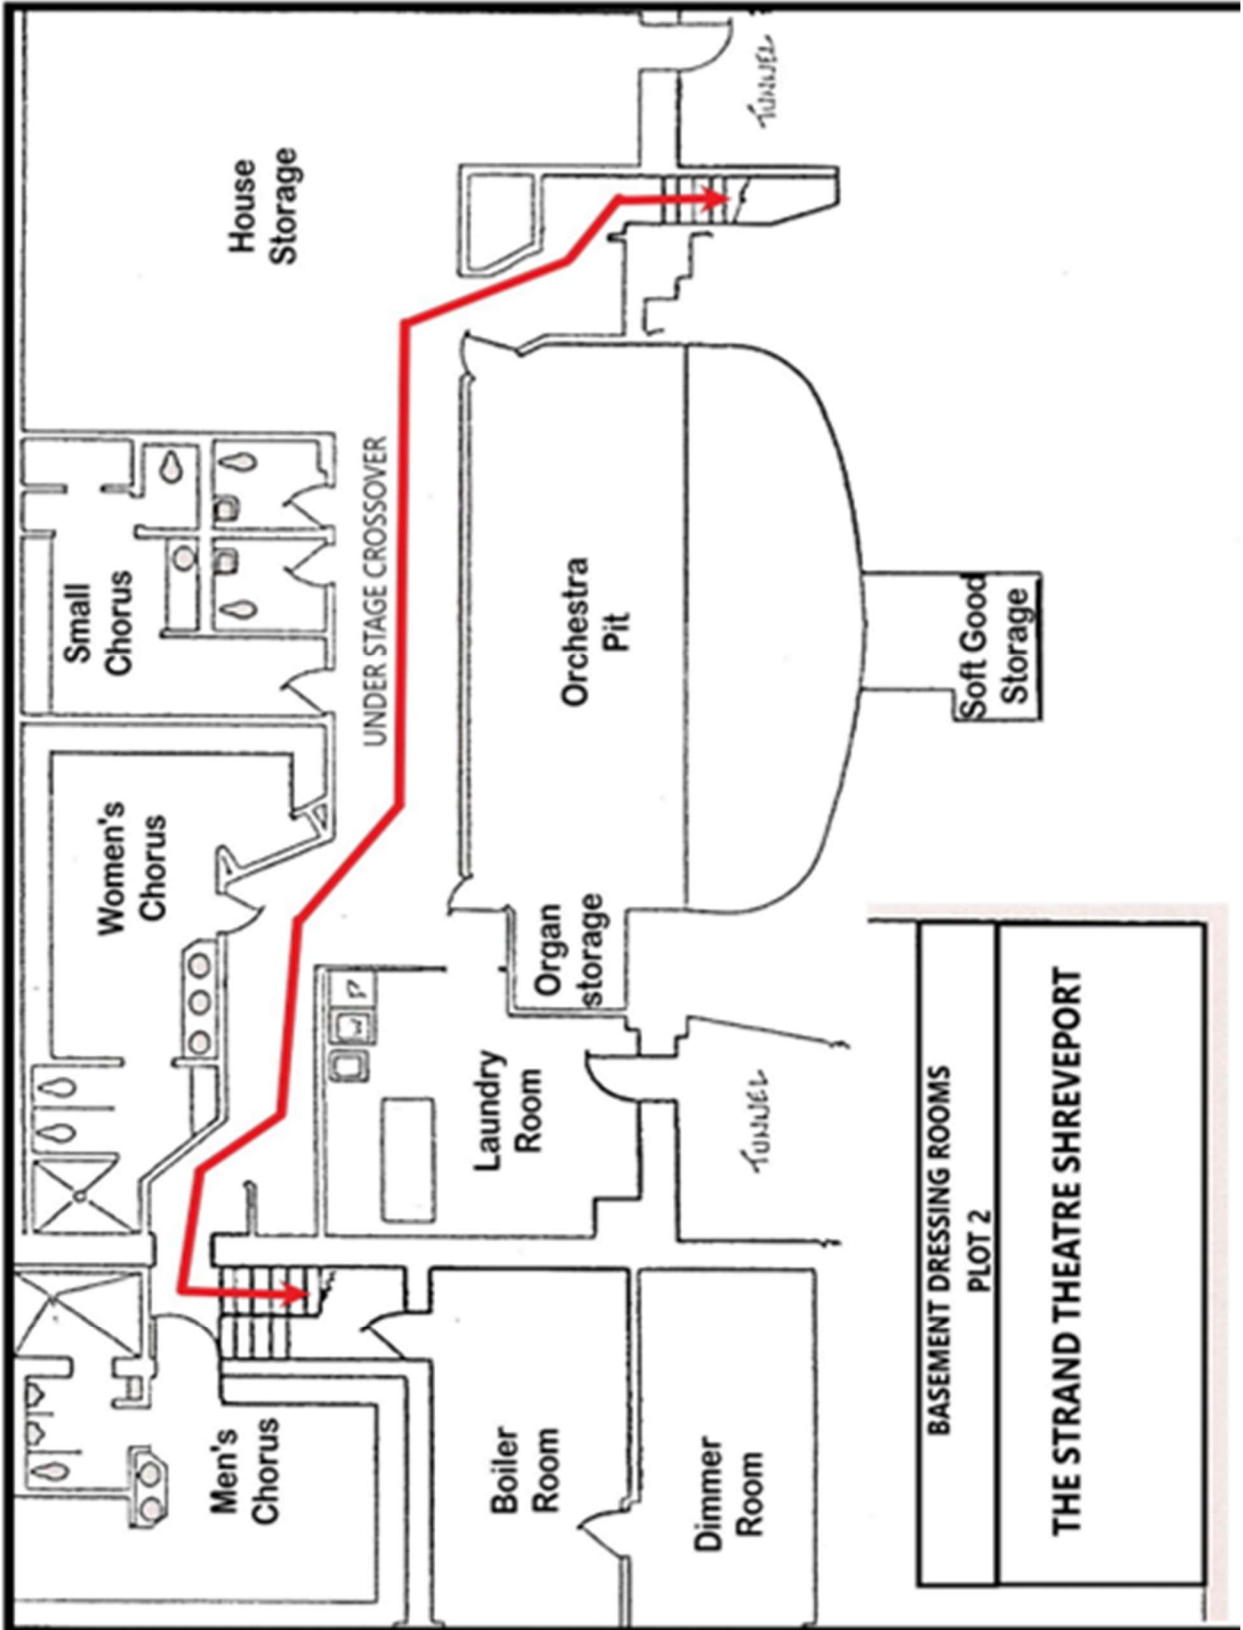 Men's
Chorus
Women's
Chorus
Small
Chorus
House
Storage
UNDER STAGE CROSSOVER
Boiler
Room
Laundry
Room
Organ
storage
Orchestra
Pit
Dimmer
Room
TUNNEL
TUNNEL
W
D
Soft Good
Storage
BASEMENT DRESSING ROOMS
PLOT 2
THE STRAND THEATRE SHREVEPORT